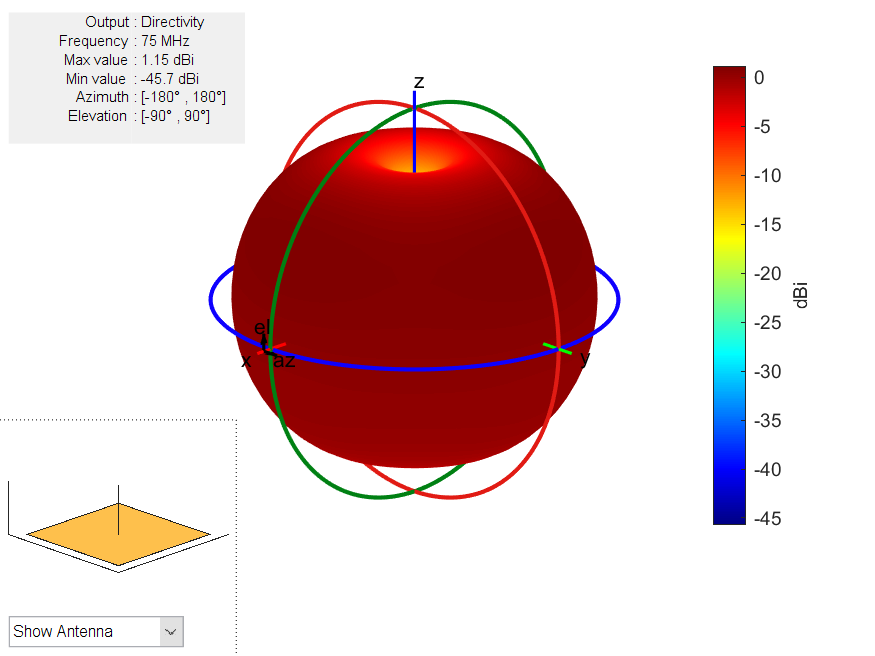 Output : Directivity
Frequency : 75 MHz
Max value : 1.15 dBi
Min value : -45.7 dBi
Azimuth : [-180° , 180°]
Elevation : [-90° , 90°]
z
el
x
az
y
0
-5
-10
-15
-20
-25
-30
-35
-40
-45
dBi
Show Antenna